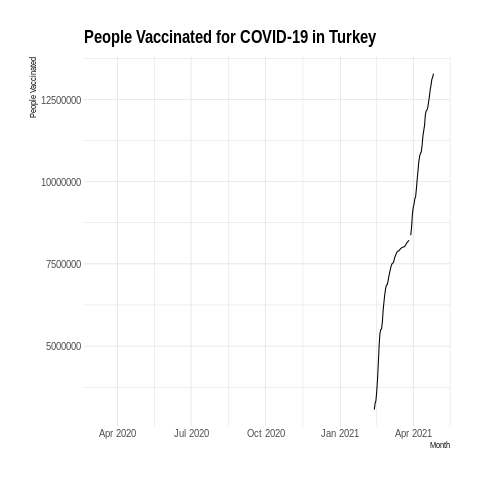 People Vaccinated for COVID-19 in Turkey
People Vaccinated
12500000
10000000
7500000
5000000
Apr 2020 Jul 2020 Oct 2020 Jan 2021 Apr 2021
Month